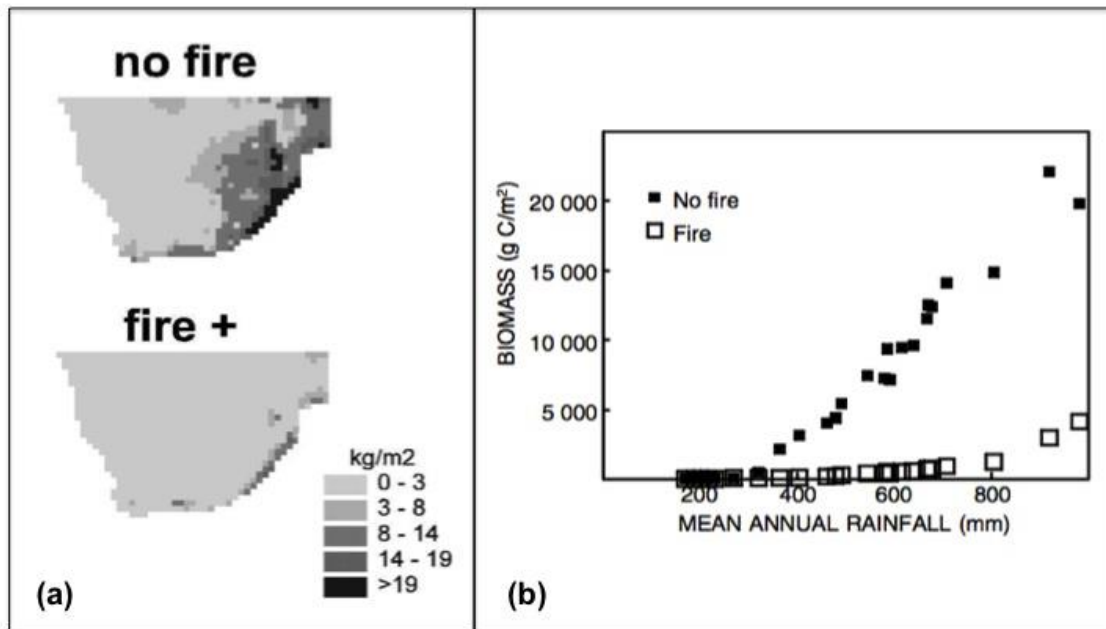 no fire
fire +
kg/m2
0 - 3
3 - 8
8 - 14
14 - 19
>19
(a)
BIOMASS (g C/m²)
20 000
15 000
10 000
5 000
No fire
Fire
200
400
600
800
MEAN ANNUAL RAINFALL (mm)
(b)